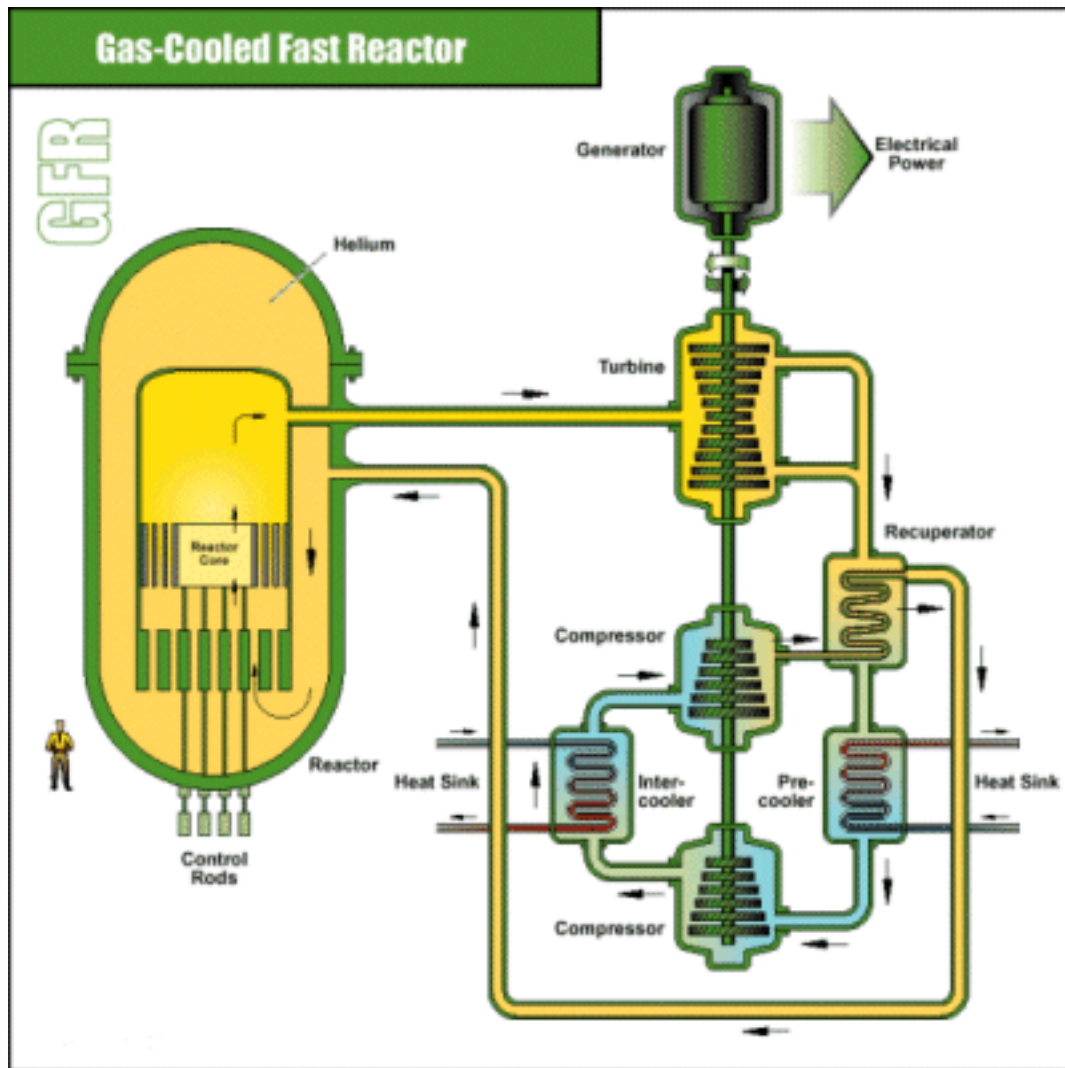 Gas-Cooled Fast Reactor
GFR
Generator
Electrical
Power
Helium
Turbine
Recuperator
Reactor
Core
Compressor
Reactor
Heat Sink
Inter-
cooler
Pre-
cooler
Heat Sink
Control
Rods
Compressor